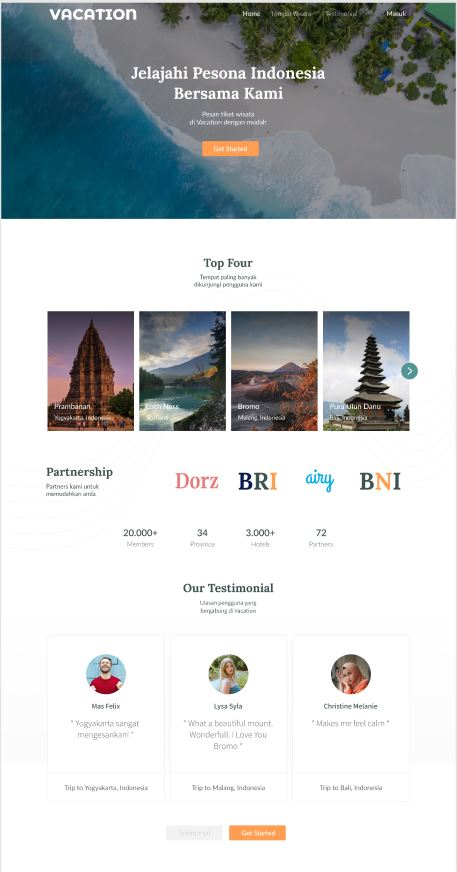 VACATION
Home Tempat Wisata Testimonial Masuk
Jelajahi Pesona Indonesia
Bersama Kami
Pesan tiket wisata
di Vacation dengan mudah
Get Started
Top Four
Tempat paling banyak
dikunjungi pengguna kami
Prambanan
Yogyakarta, Indonesia
Loch Ness
Scotland
Bromo
Malang, Indonesia
Pura Ulun Danu
Bali, Indonesia
Partnership
Partners kami untuk
memudahkan anda
Dorz BRI airy BNI
20.000+ 34 3.000+ 72
Members Province Hotels Partners
Our Testimonial
Ulasan pengguna yang
bergabung di Vacation
Mas Felix
" Yogyakarta sangat
mengesankan! "
Trip to Yogyakarta, Indonesia
Lysa Syla
" What a beautiful mount.
Wonderfull. I Love You
Bromo "
Trip to Malang, Indonesia
Christine Melanie
" Makes me feel calm "
Trip to Bali, Indonesia
Testimonial Get Started